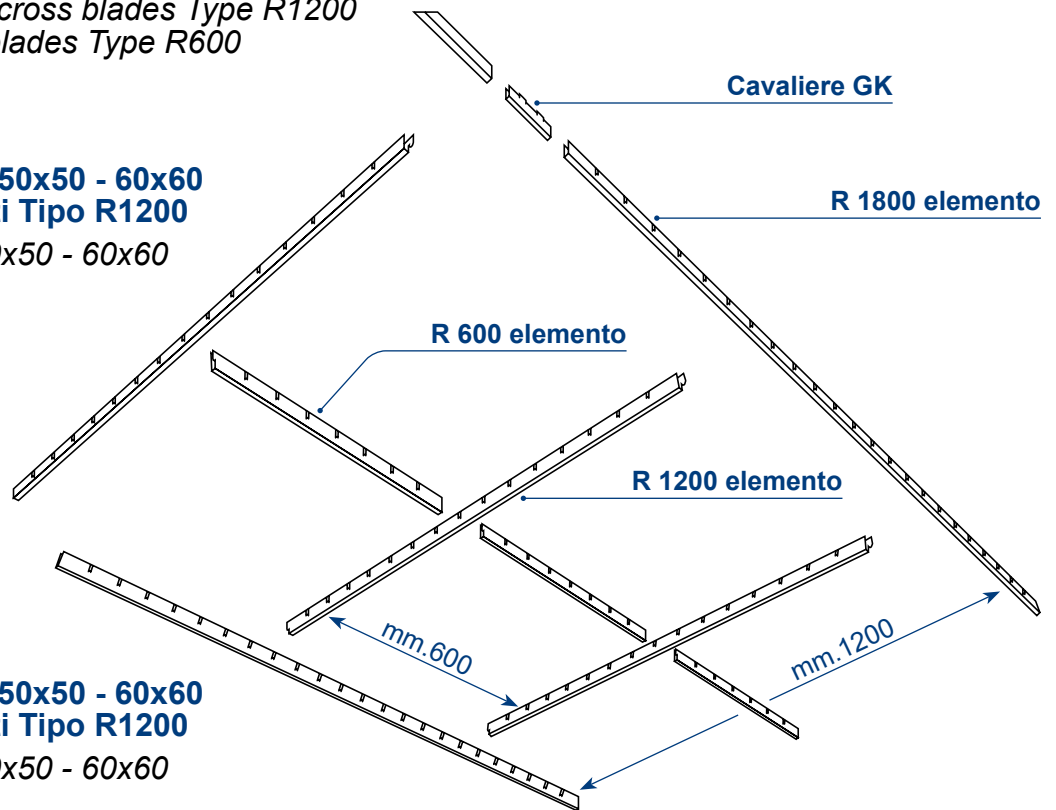 cross blades Type R1200
blades Type R600
Cavaliere GK
50x50 - 60x60
Tipo R1200
x50 - 60x60
R 1800 elemento
R 600 elemento
R 1200 elemento
mm.600
mm.1200
50x50 - 60x60
Tipo R1200
x50 - 60x60